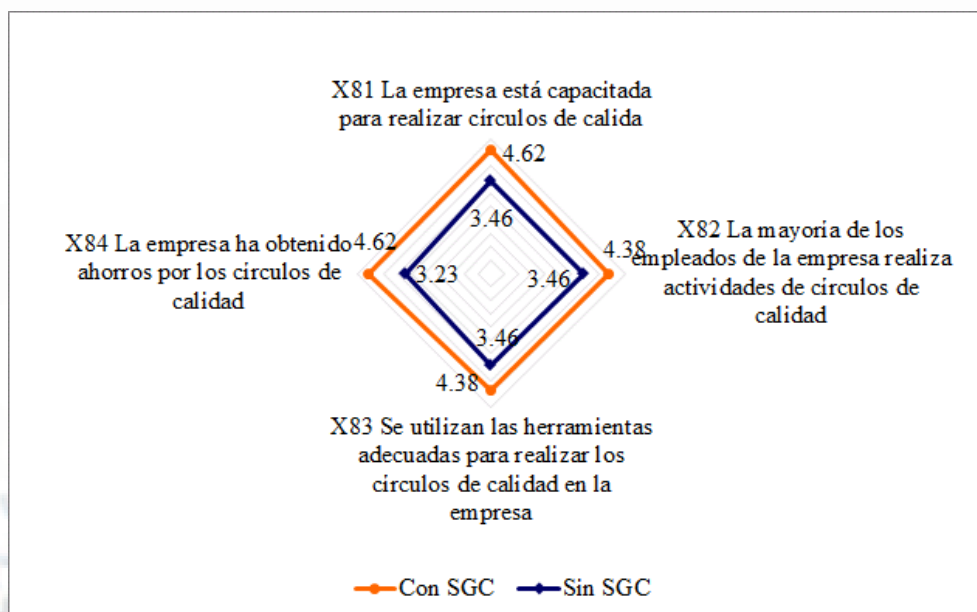 X81 La empresa está capacitada
para realizar círculos de calida
4.62
3.46
X84 La empresa ha obtenido
ahorros por los círculos de
calidad
4.62
3.23
X82 La mayoría de los
empleados de la empresa realiza
actividades de círculos de
calidad
4.38
3.46
3.46
4.38
X83 Se utilizan las herramientas
adecuadas para realizar los
círculos de calidad en la
empresa
Con SGC
Sin SGC